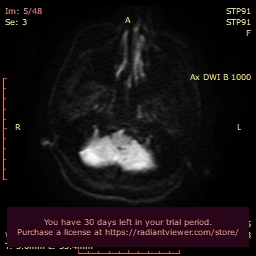 Im: 5/48
Se: 3
STP91
STP91
F
A
Ax DWI B 1000
R
L
You have 30 days left in your trial period.
Purchase a license at https://radiantviewer.com/store/